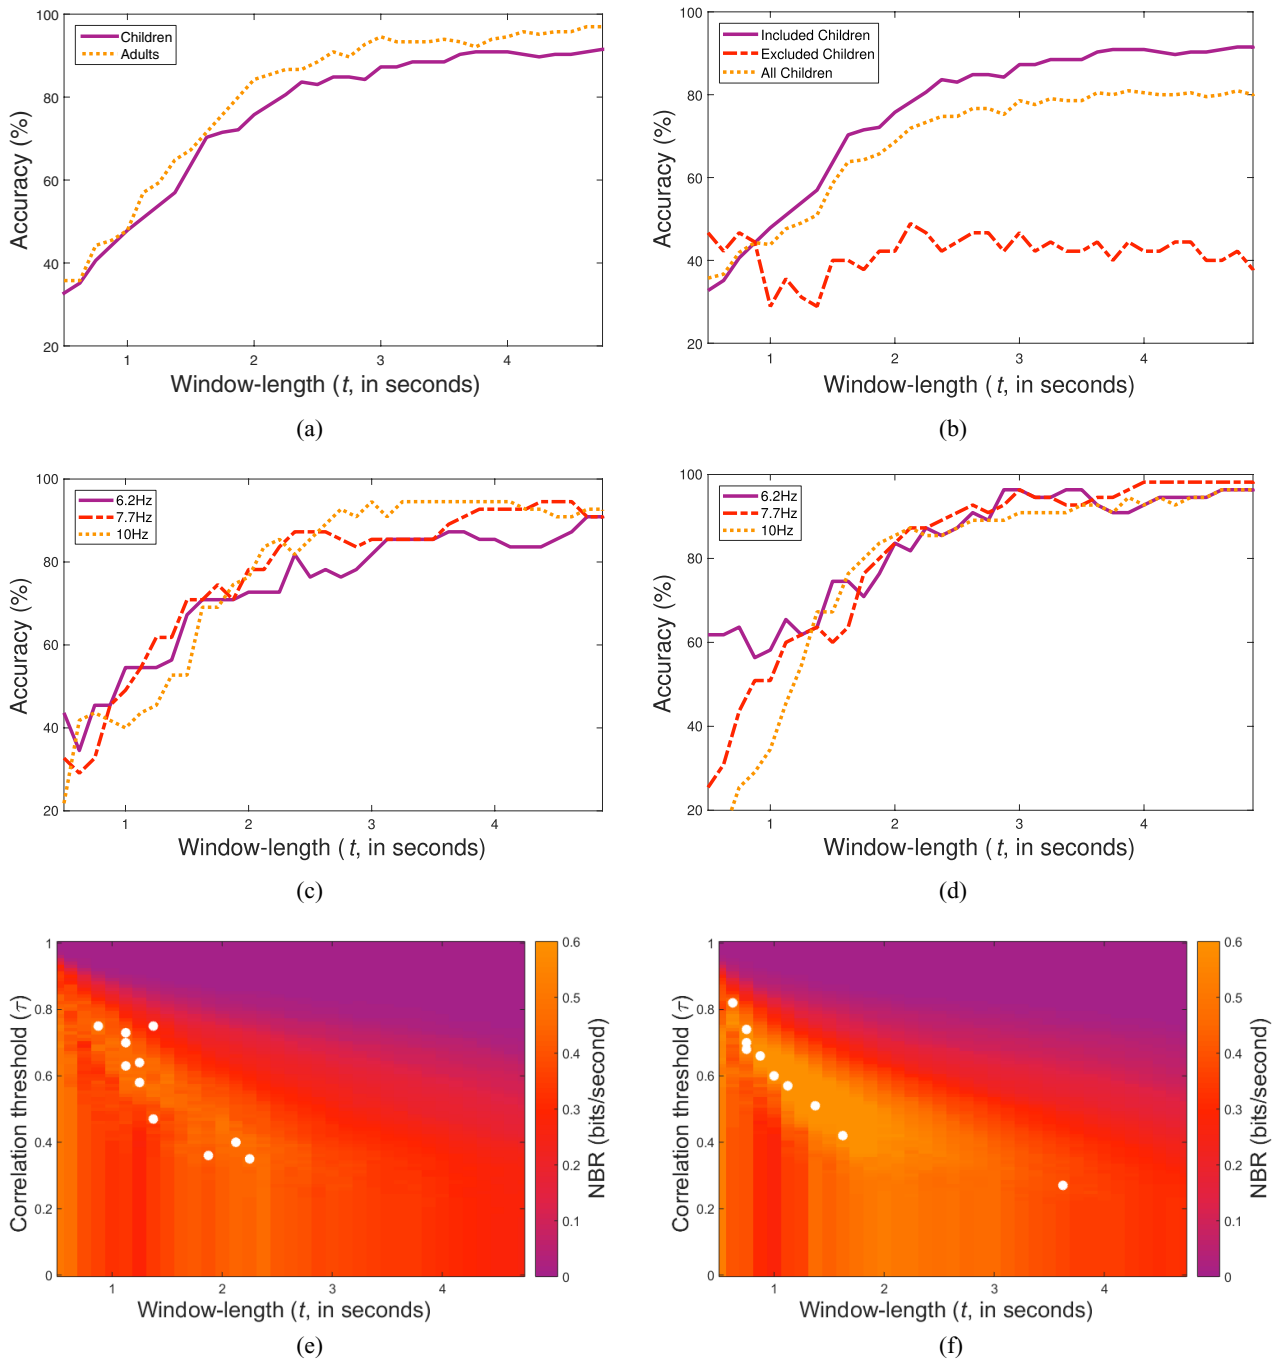 100
80
60
40
20
Accuracy (%)
Children
Adults
1
2
3
4
Window-length (t, in seconds)
(a)
100
80
60
40
20
Accuracy (%)
Included Children
Excluded Children
All Children
1
2
3
4
Window-length (t, in seconds)
(b)
100
80
60
40
20
Accuracy (%)
6.2Hz
7.7Hz
10Hz
1
2
3
4
Window-length (t, in seconds)
(c)
100
80
60
40
20
Accuracy (%)
6.2Hz
7.7Hz
10Hz
1
2
3
4
Window-length (t, in seconds)
(d)
1
0.8
0.6
0.4
0.2
0
Correlation threshold (τ)
1
2
3
4
Window-length (t, in seconds)
0.6
0.5
0.4
0.3
0.2
0.1
0
NBR (bits/second)
(e)
1
0.8
0.6
0.4
0.2
0
Correlation threshold (τ)
1
2
3
4
Window-length (t, in seconds)
0.6
0.5
0.4
0.3
0.2
0.1
0
NBR (bits/second)
(f)